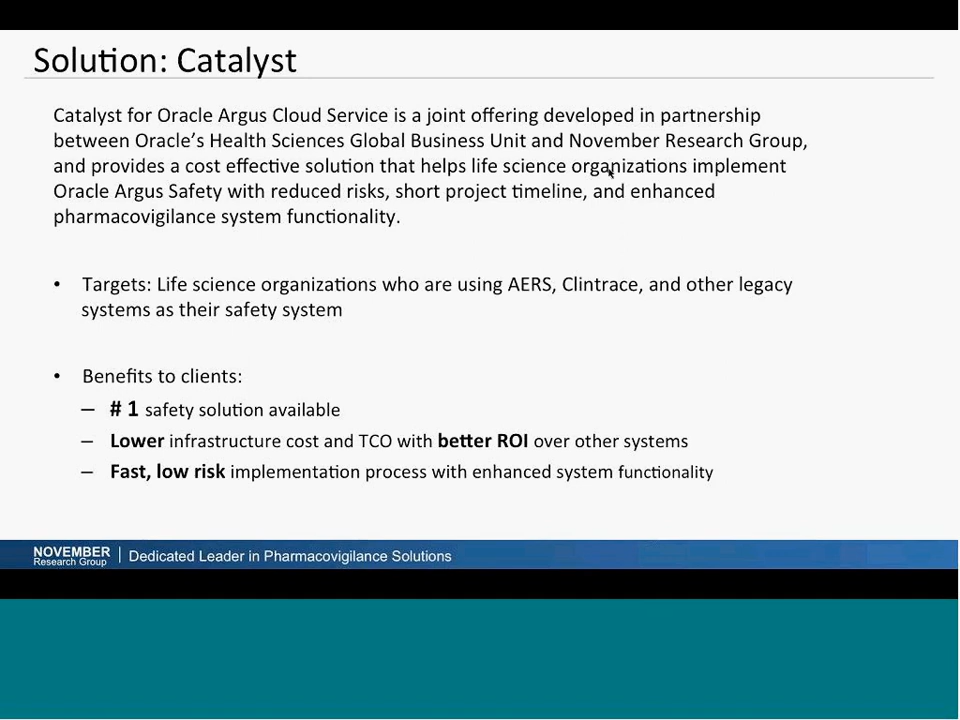 Solution: Catalyst
Catalyst for Oracle Argus Cloud Service is a joint offering developed in partnership
between Oracle's Health Sciences Global Business Unit and November Research Group,
and provides a cost effective solution that helps life science organizations implement
Oracle Argus Safety with reduced risks, short project timeline, and enhanced
pharmacovigilance system functionality.
• Targets: Life science organizations who are using AERS, Clintrace, and other legacy
systems as their safety system
• Benefits to clients:
– # 1 safety solution available
– Lower infrastructure cost and TCO with better ROI over other systems
– Fast, low risk implementation process with enhanced system functionality
NOVEMBER
Research Group
Dedicated Leader in Pharmacovigilance Solutions